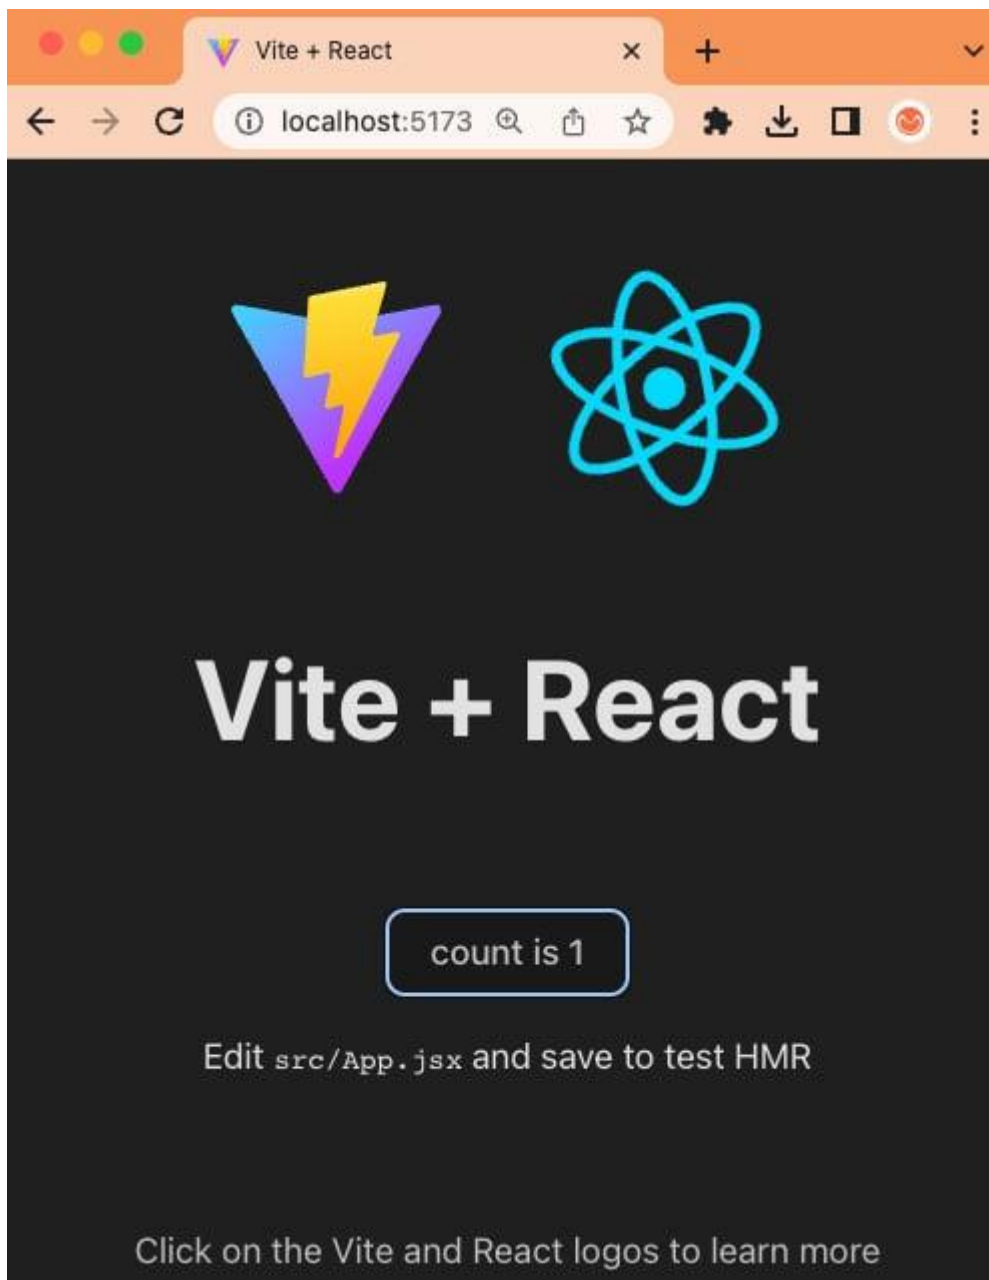 Vite + React
localhost:5173
Vite + React
count is 1
Edit src/App.jsx and save to test HMR
Click on the Vite and React logos to learn more